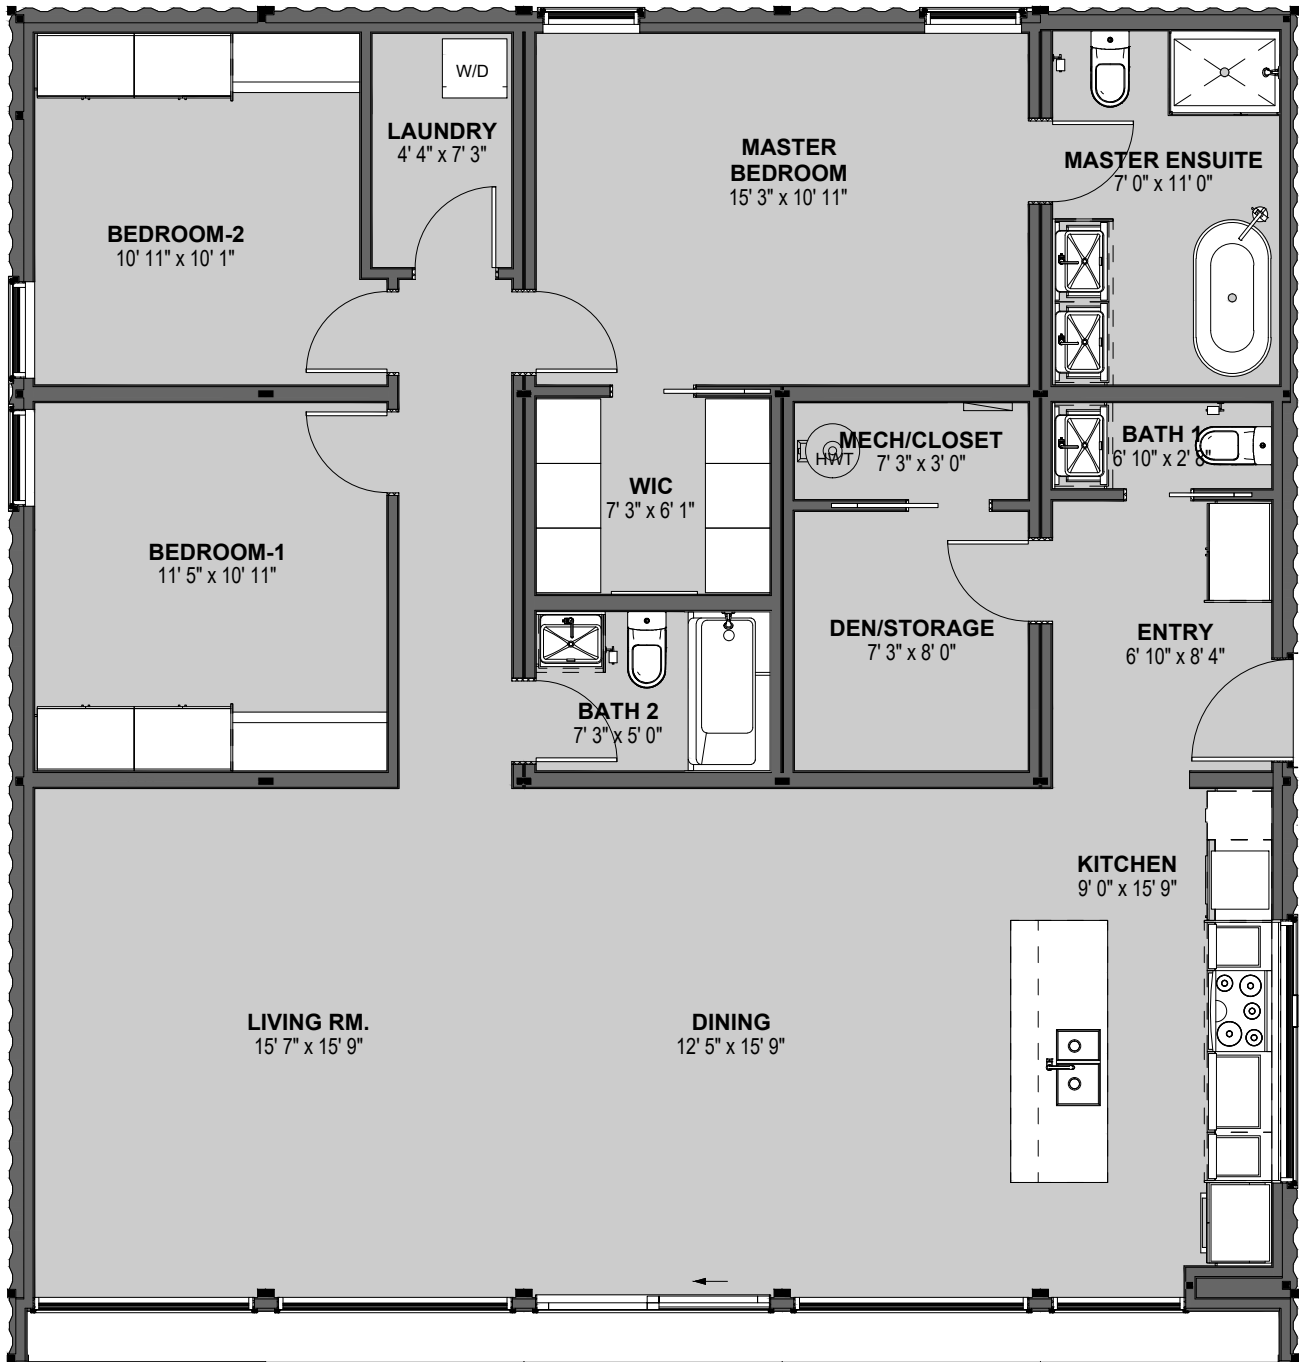 W/D
LAUNDRY
4' 4" x 7' 3"
MASTER
BEDROOM
15' 3" x 10' 11"
MASTER ENSUITE
7' 0" x 11' 0"
BEDROOM-2
10' 11" x 10' 1"
MECH/CLOSET
7' 3" x 3' 0"
HWT
BATH 1
6' 10" x 2' 8"
WIC
7' 3" x 6' 1"
BEDROOM-1
11' 5" x 10' 11"
DEN/STORAGE
7' 3" x 8' 0"
ENTRY
6' 10" x 8' 4"
BATH 2
7' 3" x 5' 0"
KITCHEN
9' 0" x 15' 9"
LIVING RM.
15' 7" x 15' 9"
DINING
12' 5" x 15' 9"